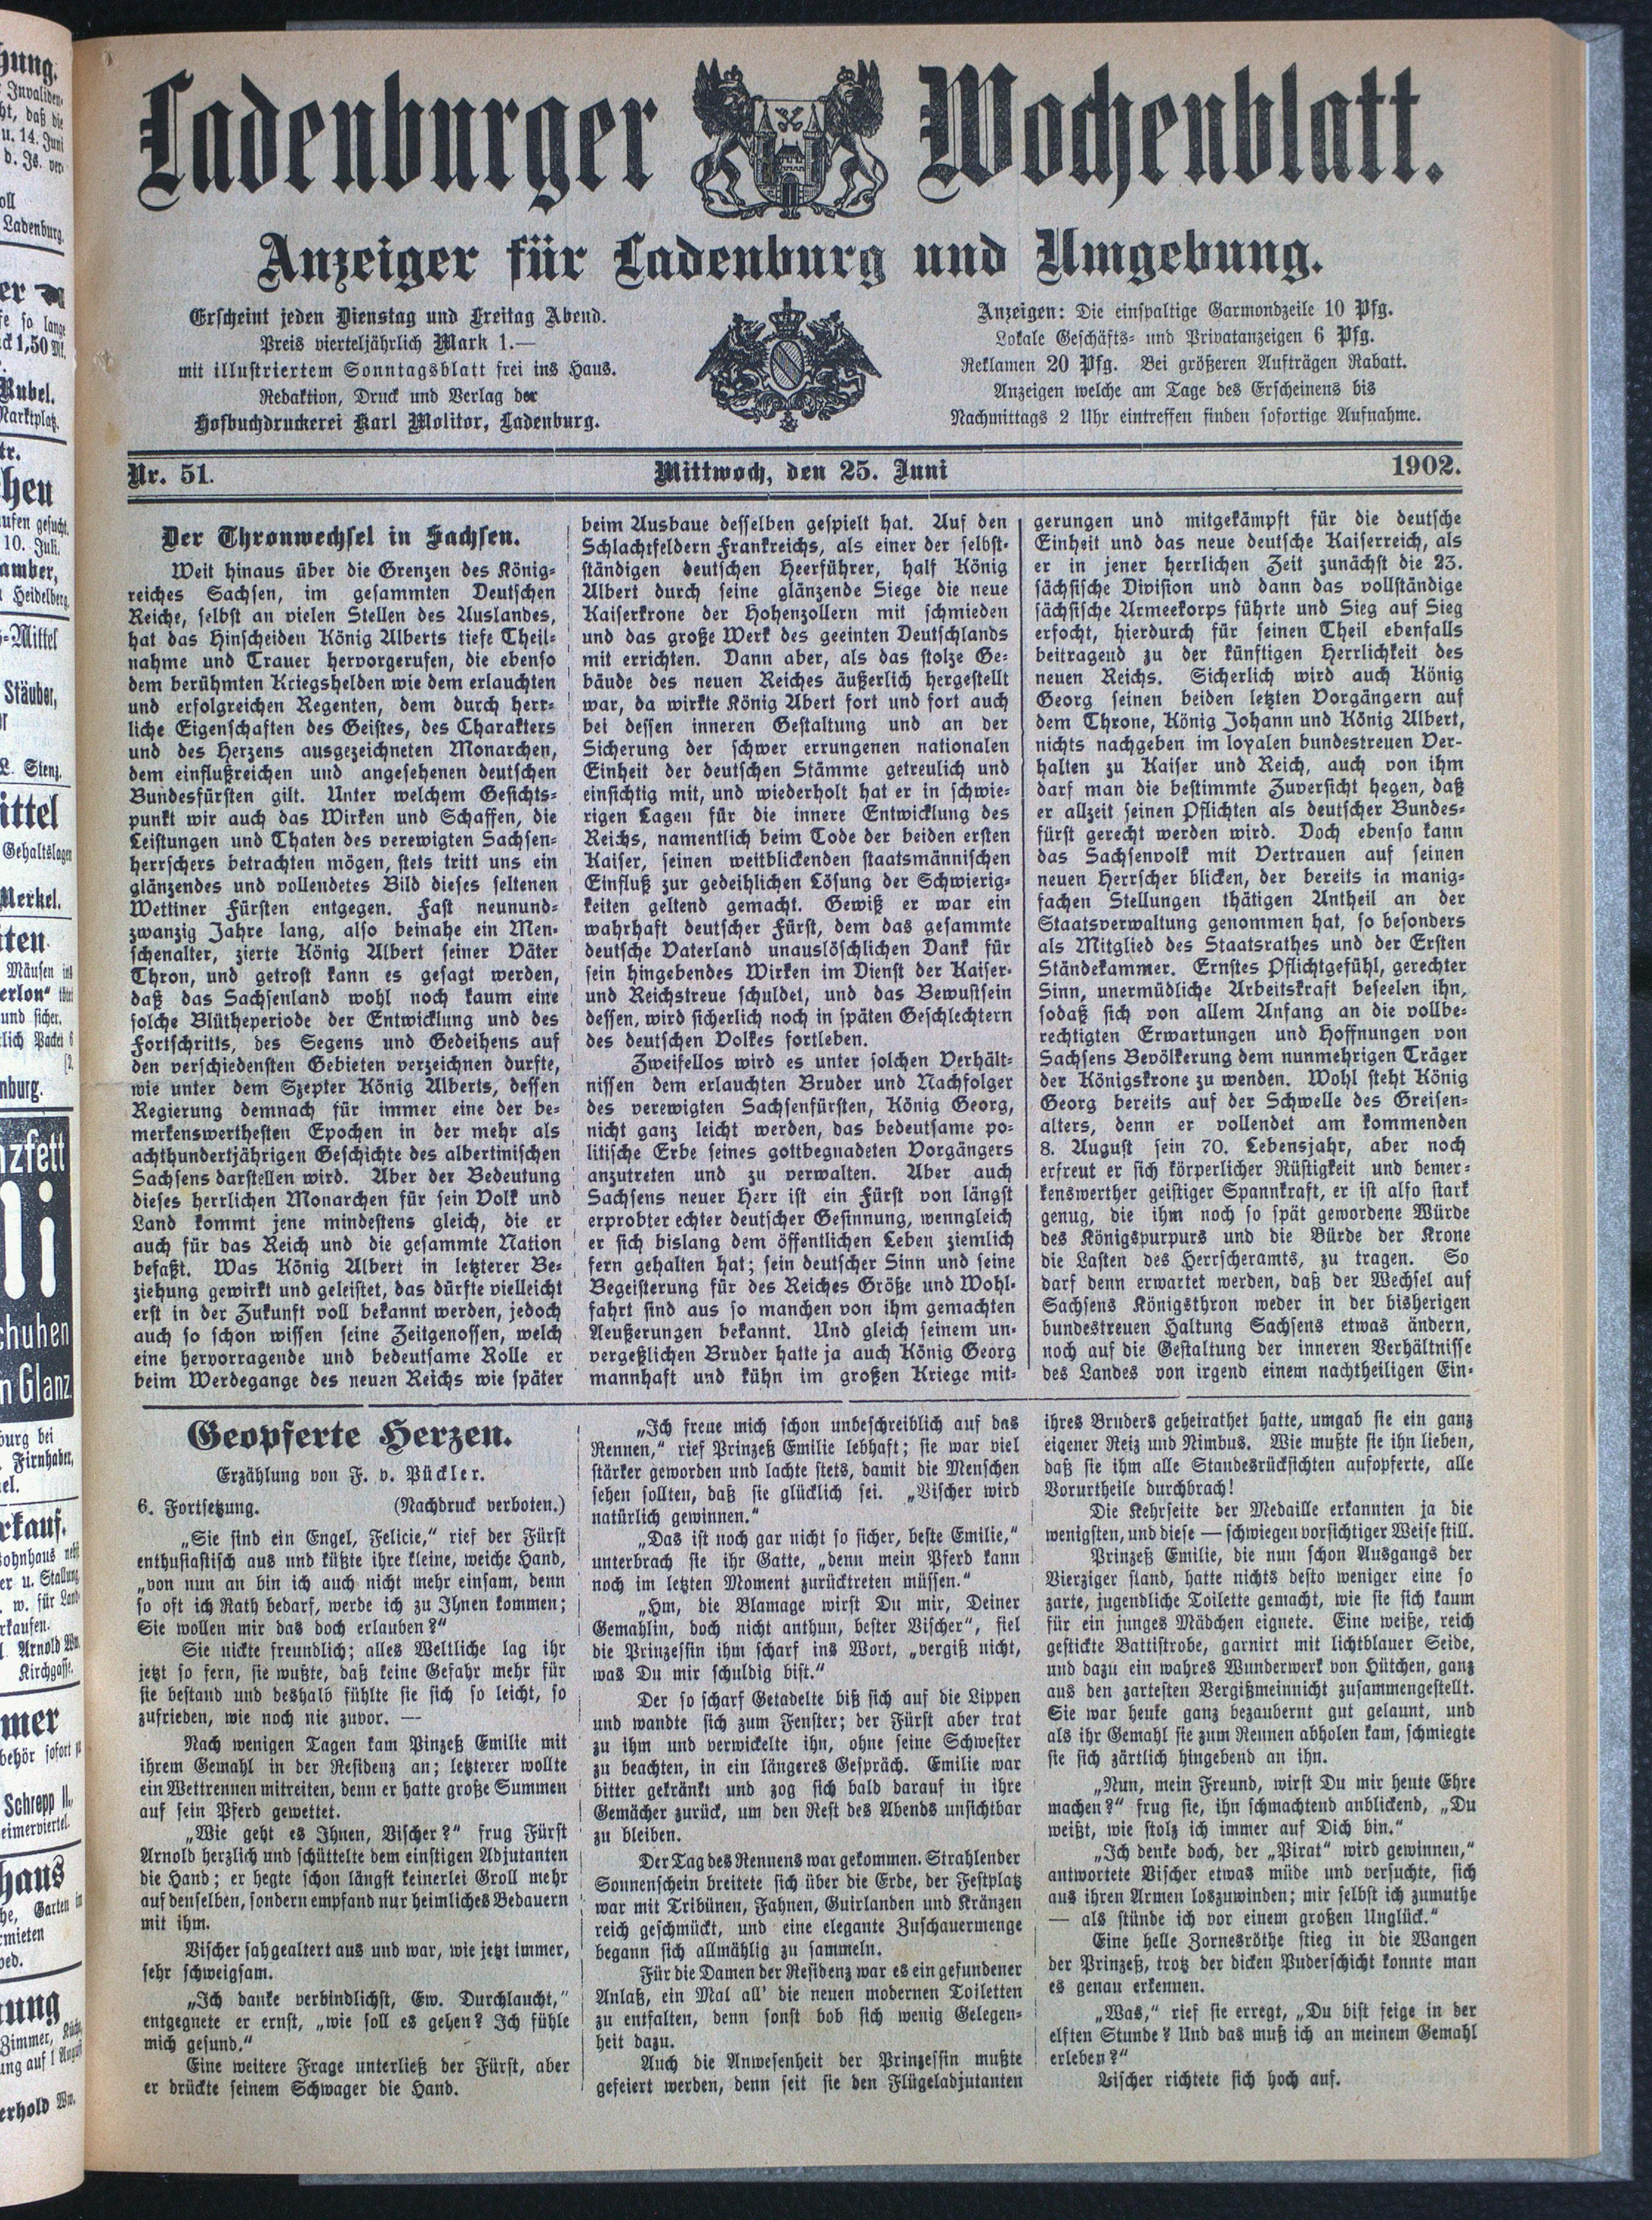 Ladenburger Wochenblatt.
Anzeiger für Ladenburg und Umgebung.
Erscheint jeden Dienstag und Freitag Abend.
Preis vierteljährlich Mark 1.—
mit illustriertem Sonntagsblatt frei ins Haus.
Redaktion, Druck und Verlag der
Hofbuchdruckerei Karl Molitor, Ladenburg.
Anzeigen: Die einspaltige Garmondzeile 10 Pfg.
Lokale Geschäfts- und Privatanzeigen 6 Pfg.
Reklamen 20 Pfg. Bei größeren Aufträgen Rabatt.
Anzeigen welche am Tage des Erscheinens bis
Nachmittags 2 Uhr eintreffen finden sofortige Aufnahme.
Nr. 51. Mittwoch, den 25. Juni 1902.
Der Thronwechsel in Sachsen.
Weit hinaus über die Grenzen des König-
reiches Sachsen, im gesammten Deutschen
Reiche, selbst an vielen Stellen des Auslandes,
hat das Hinscheiden König Alberts tiefe Theil-
nahme und Trauer hervorgerufen, die ebenso
dem berühmten Kriegshelden wie dem erlauchten
und erfolgreichen Regenten, dem durch herr-
liche Eigenschaften des Geistes, des Charakters
und des Herzens ausgezeichneten Monarchen,
dem einflußreichen und angesehenen deutschen
Bundesfürsten gilt. Unter welchem Gesichts-
punkt wir auch das Wirken und Schaffen, die
Leistungen und Thaten des verewigten Sachsen-
herrschers betrachten mögen, stets tritt uns ein
glänzendes und vollendetes Bild dieses seltenen
Wettiner Fürsten entgegen. Fast neunund-
zwanzig Jahre lang, also beinahe ein Men-
schenalter, zierte König Albert seiner Väter
Thron, und getrost kann es gesagt werden,
daß das Sachsenland wohl noch kaum eine
solche Blütheperiode der Entwicklung und des
Fortschritts, des Segens und Gedeihens auf
den verschiedensten Gebieten verzeichnen durfte,
wie unter dem Szepter König Alberts, dessen
Regierung demnach für immer eine der be-
merkenswerthesten Epochen in der mehr als
achthundertjährigen Geschichte des albertinischen
Sachsens darstellen wird. Aber der Bedeutung
dieses herrlichen Monarchen für sein Volk und
Land kommt jene mindestens gleich, die er
auch für das Reich und die gesammte Nation
befaßt. Was König Albert in letzterer Be-
ziehung gewirkt und geleistet, das dürfte vielleicht
erst in der Zukunft voll bekannt werden, jedoch
auch so schon wissen seine Zeitgenossen, welch
eine hervorragende und bedeutsame Rolle er
beim Werdegange des neuen Reichs wie später
beim Ausbaue desselben gespielt hat. Auf den
Schlachtfeldern Frankreichs, als einer der selbst-
ständigen deutschen Heerführer, half König
Albert durch seine glänzende Siege die neue
Kaiserkrone der Hohenzollern mit schmieden
und das große Werk des geeinten Deutschlands
mit errichten. Dann aber, als das stolze Ge-
bäude des neuen Reiches äußerlich hergestellt
war, da wirkte König Abert fort und fort auch
bei dessen inneren Gestaltung und an der
Sicherung der schwer errungenen nationalen
Einheit der deutschen Stämme getreulich und
einsichtig mit, und wiederholt hat er in schwie-
rigen Lagen für die innere Entwicklung des
Reichs, namentlich beim Tode der beiden ersten
Kaiser, seinen weitblickenden staatsmännischen
Einfluß zur gedeihlichen Lösung der Schwierig-
keiten geltend gemacht. Gewiß er war ein
wahrhaft deutscher Fürst, dem das gesammte
deutsche Vaterland unauslöschlichen Dank für
sein hingebendes Wirken im Dienst der Kaiser-
und Reichstreue schuldet, und das Bewustsein
dessen, wird sicherlich noch in späten Geschlechtern
des deutschen Volkes fortleben.
Zweifellos wird es unter solchen Verhält-
nissen dem erlauchten Bruder und Nachfolger
des verewigten Sachsenfürsten, König Georg,
nicht ganz leicht werden, das bedeutsame po-
litische Erbe seines gottbegnadeten Vorgängers
anzutreten und zu verwalten. Aber auch
Sachsens neuer Herr ist ein Fürst von längst
erprobter echter deutscher Gesinnung, wenngleich
er sich bislang dem öffentlichen Leben ziemlich
fern gehalten hat; sein deutscher Sinn und seine
Begeisterung für des Reiches Größe und Wohl-
fahrt sind aus so manchen von ihm gemachten
Aeußerungen bekannt. Und gleich seinem un-
vergeßlichen Bruder hatte ja auch König Georg
mannhaft und kühn im großen Kriege mit-
gerungen und mitgekämpft für die deutsche
Einheit und das neue deutsche Kaiserreich, als
er in jener herrlichen Zeit zunächst die 23.
sächsische Division und dann das vollständige
sächsische Armeekorps führte und Sieg auf Sieg
erfocht, hierdurch für seinen Theil ebenfalls
beitragend zu der künftigen Herrlichkeit des
neuen Reichs. Sicherlich wird auch König
Georg seinen beiden letzten Vorgängern auf
dem Throne, König Johann und König Albert,
nichts nachgeben im loyalen bundestreuen Ver-
halten zu Kaiser und Reich, auch von ihm
darf man die bestimmte Zuversicht hegen, daß
er allzeit seinen Pflichten als deutscher Bundes-
fürst gerecht werden wird. Doch ebenso kann
das Sachsenvolk mit Vertrauen auf seinen
neuen Herrscher blicken, der bereits in manig-
fachen Stellungen thätigen Antheil an der
Staatsverwaltung genommen hat, so besonders
als Mitglied des Staatsrathes und der Ersten
Ständekammer. Ernstes Pflichtgefühl, gerechter
Sinn, unermüdliche Arbeitskraft beseelen ihn,
sodaß sich von allem Anfang an die vollbe-
rechtigten Erwartungen und Hoffnungen von
Sachsens Bevölkerung dem nunmehrigen Träger
der Königskrone zu wenden. Wohl steht König
Georg bereits auf der Schwelle des Greisen-
alters, denn er vollendet am kommenden
8. August sein 70. Lebensjahr, aber noch
erfreut er sich körperlicher Rüstigkeit und bemer-
kenswerther geistiger Spannkraft, er ist also stark
genug, die ihm noch so spät gewordene Würde
des Königspurpurs und die Bürde der Krone
die Lasten des Herrscheramts, zu tragen. So
darf denn erwartet werden, daß der Wechsel auf
Sachsens Königsthron weder in der bisherigen
bundestreuen Haltung Sachsens etwas ändern,
noch auf die Gestaltung der inneren Verhältnisse
des Landes von irgend einem nachtheiligen Ein-
Geopferte Herzen.
Erzählung von F. v. Pückler.
6. Fortsetzung. (Nachdruck verboten.)
„Sie sind ein Engel, Felicie,“ rief der Fürst
enthusiastisch aus und küßte ihre kleine, weiche Hand,
„von nun an bin ich auch nicht mehr einsam, denn
so oft ich Rath bedarf, werde ich zu Ihnen kommen;
Sie wollen mir das doch erlauben?“
Sie nickte freundlich; alles Weltliche lag ihr
jetzt so fern, sie wußte, daß keine Gefahr mehr für
sie bestand und deshalb fühlte sie sich so leicht, so
zufrieden, wie noch nie zuvor. —
Nach wenigen Tagen kam Pinzeß Emilie mit
ihrem Gemahl in der Residenz an; letzterer wollte
ein Wettrennen mitreiten, denn er hatte große Summen
auf sein Pferd gewettet.
„Wie geht es Ihnen, Vischer?“ frug Fürst
Arnold herzlich und schüttelte dem einstigen Adjutanten
die Hand; er hegte schon längst keinerlei Groll mehr
auf denselben, sondern empfand nur heimliches Bedauern
mit ihm.
Vischer sah gealtert aus und war, wie jetzt immer,
sehr schweigsam.
„Ich danke verbindlichst, Ew. Durchlaucht,“
entgegnete er ernst, „wie soll es gehen? Ich fühle
mich gesund.“
Eine weitere Frage unterließ der Fürst, aber
er drückte seinem Schwager die Hand.
„Ich freue mich schon unbeschreiblich auf das
Rennen,“ rief Prinzeß Emilie lebhaft; sie war viel
stärker geworden und lachte stets, damit die Menschen
sehen sollten, daß sie glücklich sei. „Vischer wird
natürlich gewinnen.“
„Das ist noch gar nicht so sicher, beste Emilie,“
unterbrach sie ihr Gatte, „denn mein Pferd kann
noch im letzten Moment zurücktreten müssen.“
„Hm, die Blamage wirst Du mir, Deiner
Gemahlin, doch nicht anthun, bester Vischer“, fiel
die Prinzessin ihm scharf ins Wort, „vergiß nicht,
was Du mir schuldig bist.“
Der so scharf Getadelte biß sich auf die Lippen
und wandte sich zum Fenster; der Fürst aber trat
zu ihm und verwickelte ihn, ohne seine Schwester
zu beachten, in ein längeres Gespräch. Emilie war
bitter gekränkt und zog sich bald darauf in ihre
Gemächer zurück, um den Rest des Abends unsichtbar
zu bleiben.
Der Tag des Rennens war gekommen. Strahlender
Sonnenschein breitete sich über die Erde, der Festplatz
war mit Tribünen, Fahnen, Guirlanden und Kränzen
reich geschmückt, und eine elegante Zuschauermenge
begann sich allmählig zu sammeln.
Für die Damen der Residenz war es ein gefundener
Anlaß, ein Mal all' die neuen modernen Toiletten
zu entfalten, denn sonst bob sich wenig Gelegen-
heit dazu.
Auch die Anwesenheit der Prinzessin mußte
gefeiert werden, denn seit sie den Flügeladjutanten
ihres Bruders geheirathet hatte, umgab sie ein ganz
eigener Reiz und Nimbus. Wie mußte sie ihn lieben,
daß sie ihm alle Standesrücksichten aufopferte, alle
Vorurtheile durchbrach!
Die Kehrseite der Medaille erkannten ja die
wenigsten, und diese — schwiegen vorsichtiger Weise still.
Prinzeß Emilie, die nun schon Ausgangs der
Vierziger stand, hatte nichts desto weniger eine so
zarte, jugendliche Toilette gemacht, wie sie sich kaum
für ein junges Mädchen eignete. Eine weiße, reich
gestickte Battistrobe, garnirt mit lichtblauer Seide,
und dazu ein wahres Wunderwerk von Hütchen, ganz
aus den zartesten Vergißmeinnicht zusammengestellt.
Sie war heute ganz bezaubernt gut gelaunt, und
als ihr Gemahl sie zum Rennen abholen kam, schmiegte
sie sich zärtlich hingebend an ihn.
„Nun, mein Freund, wirst Du mir heute Ehre
machen?“ frug sie, ihn schmachtend anblickend, „Du
weißt, wie stolz ich immer auf Dich bin.“
„Ich denke doch, der „Pirat“ wird gewinnen,“
antwortete Vischer etwas müde und versuchte, sich
aus ihren Armen loszuwinden; mir selbst ich zumuthe
— als stünde ich vor einem großen Unglück.“
Eine helle Zornesröthe stieg in die Wangen
der Prinzeß, trotz der dicken Puderschicht konnte man
es genau erkennen.
„Was,“ rief sie erregt, „Du bist feige in der
elften Stunde? Und das muß ich an meinem Gemahl
erleben?“
Vischer richtete sich hoch auf.